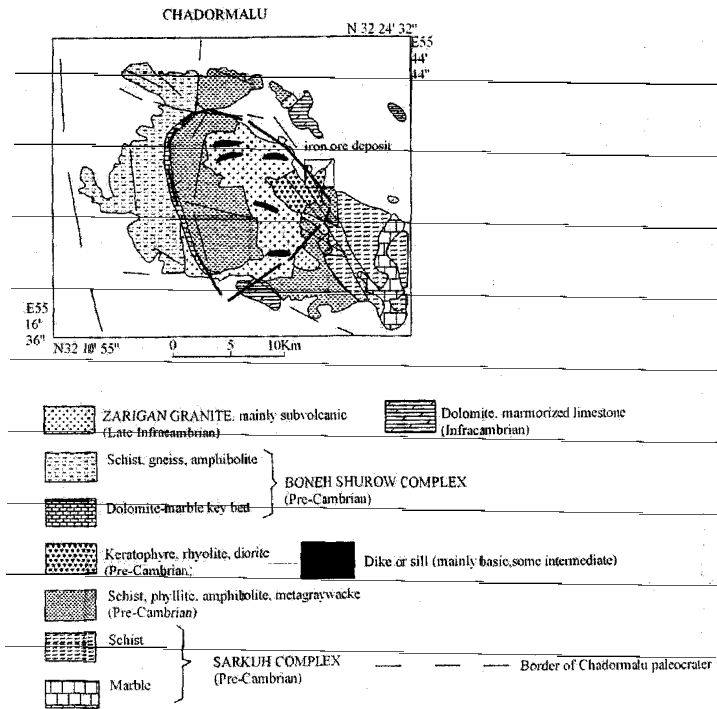 CHADORMALU
N 32 24' 32"
E55
44'
44"
iron ore deposit
E55
16'
36"
N32 10' 55"
0 5 10Km
ZARIGAN GRANITE, mainly subvolcanic
(Late Infracambrian)
Dolomite, marmorized limestone
(Infracambrian)
Schist, gneiss, amphibolite
BONEH SHUROW COMPLEX
(Pre-Cambrian)
Dolomite-marble key bed
Keratophyre, rhyolite, diorite
(Pre-Cambrian)
Dike or sill (mainly basic,some intermediate)
Schist, phyllite, amphibolite, metagraywacke
(Pre-Cambrian)
Schist
SARKUH COMPLEX
(Pre-Cambrian)
Border of Chadormalu paleocrater
Marble